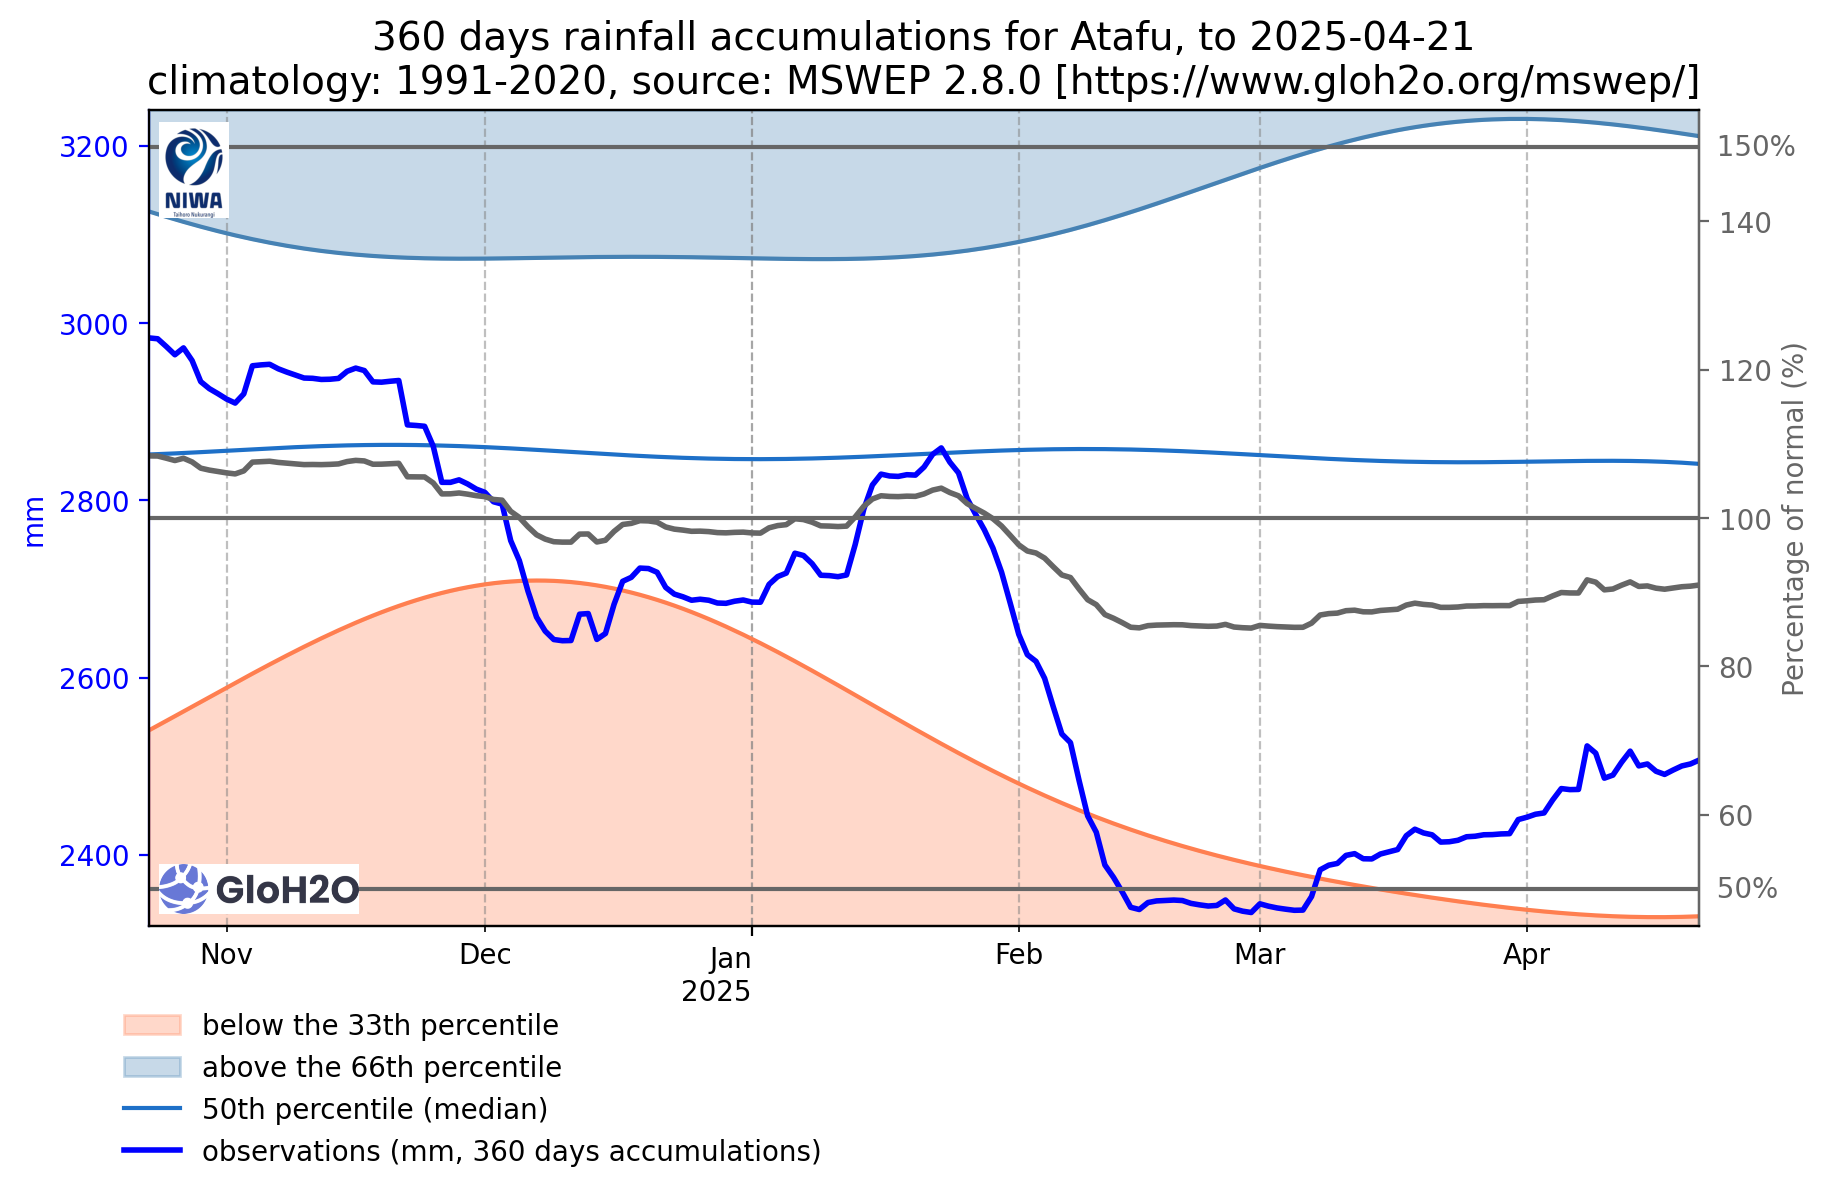 360 days rainfall accumulations for Atafu, to 2025-04-21
climatology: 1991-2020, source: MSWEP 2.8.0 [https://www.gloh2o.org/mswep/]
3200
3000
2800
2600
2400
mm
NIWA
Taihoro Nukurangi
GloH2O
150%
140
120
100
80
60
50%
Percentage of normal (%)
Nov
Dec
Jan
2025
Feb
Mar
Apr
below the 33th percentile
above the 66th percentile
50th percentile (median)
observations (mm, 360 days accumulations)